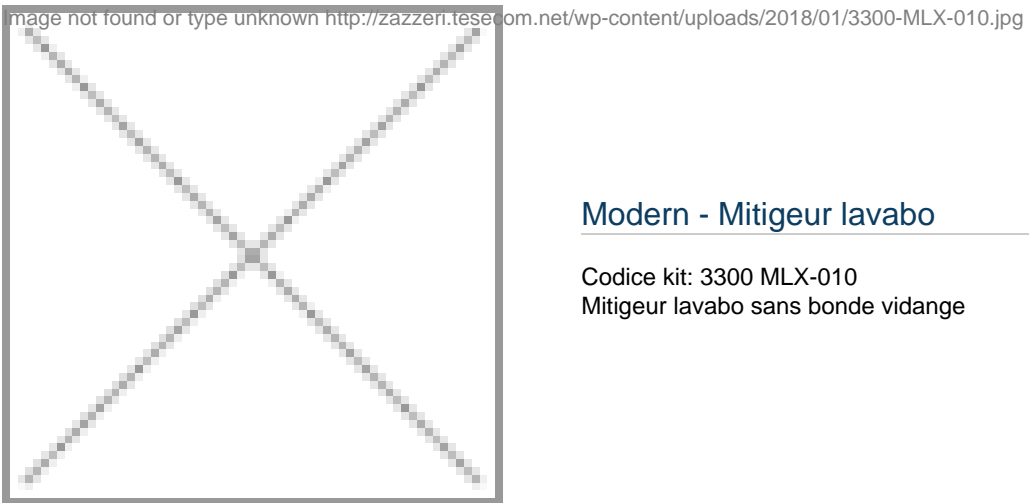 Image not found or type unknown http://zazzeri.tesecom.net/wp-content/uploads/2018/01/3300-MLX-010.jpg
Modern - Mitigeur lavabo
Codice kit: 3300 MLX-010
Mitigeur lavabo sans bonde vidange